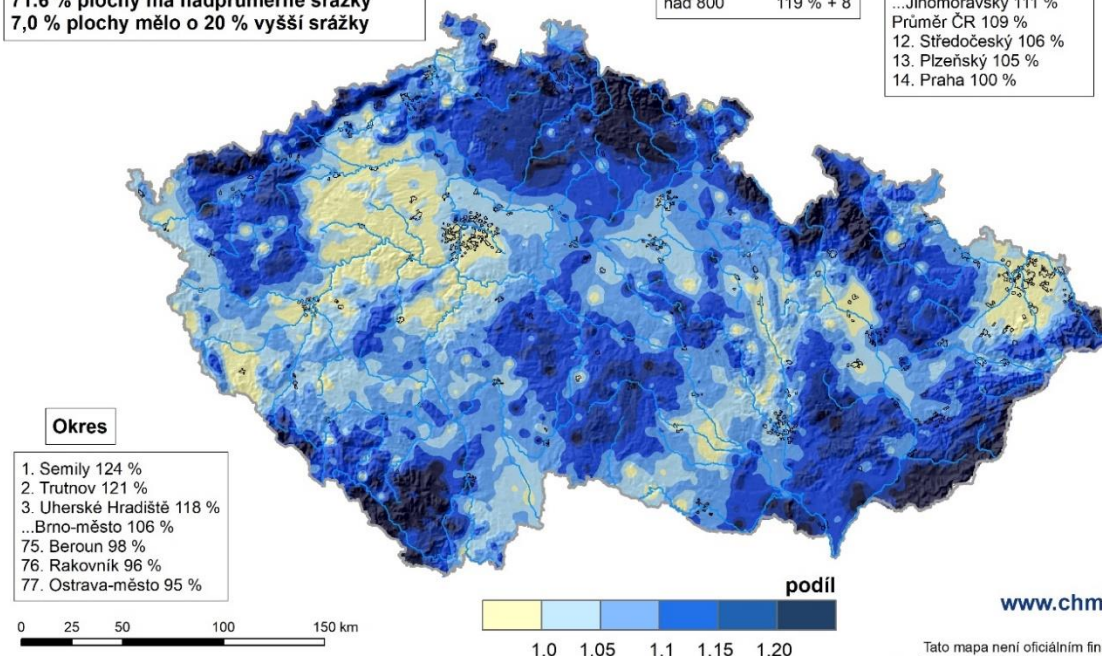 71.6 % plochy má nadprůměrné srážky
7,0 % plochy mělo o 20 % vyšší srážky
nad 800 119 % + 8
...Jihomoravský 111 %
Průměr ČR 109 %
12. Středočeský 106 %
13. Plzeňský 105 %
14. Praha 100 %
Okres
1. Semily 124 %
2. Trutnov 121 %
3. Uherské Hradiště 118 %
...Brno-město 106 %
75. Beroun 98 %
76. Rakovník 96 %
77. Ostrava-město 95 %
0 25 50 100 150 km
podíl
1.0 1.05 1.1 1.15 1.20
www.chm
Tato mapa není oficiálním fin